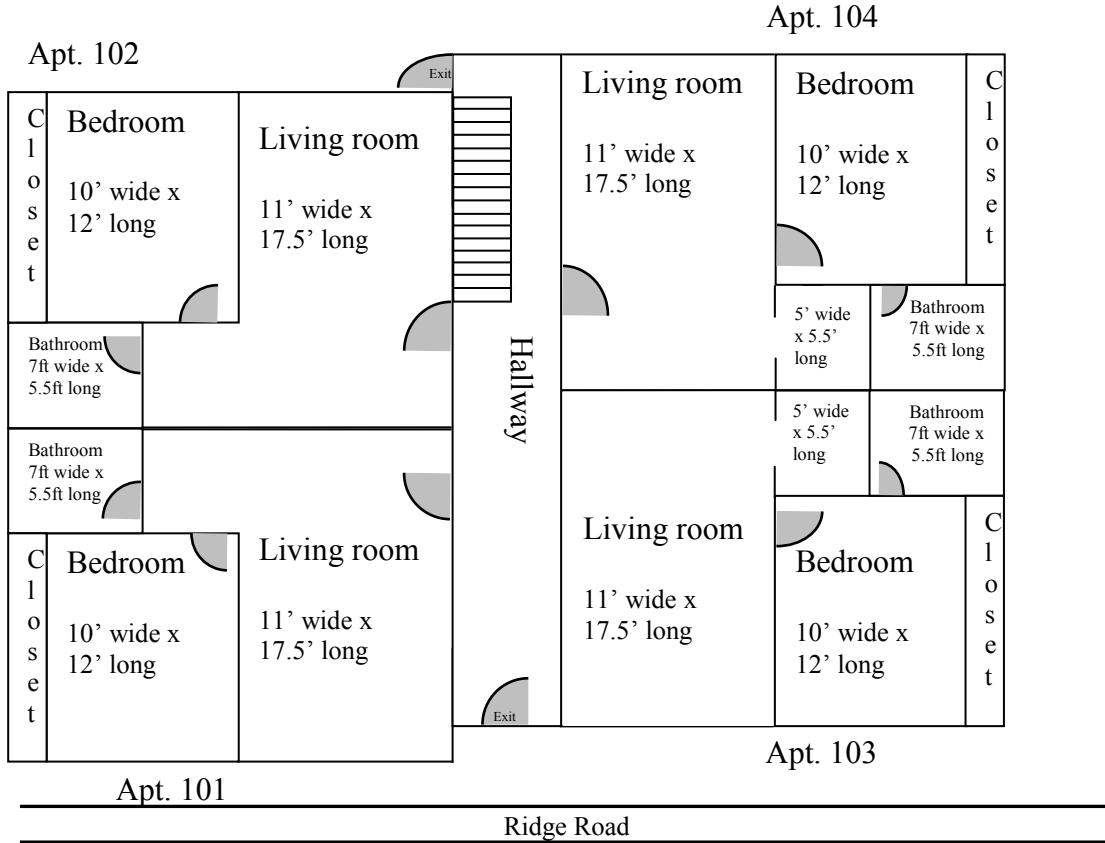 Apt. 104
Apt. 102
Exit
Closet
Bedroom
10’ wide x
12’ long
Living room
11’ wide x
17.5’ long
Living room
11’ wide x
17.5’ long
Bedroom
10’ wide x
12’ long
Closet
Bathroom
7ft wide x
5.5ft long
Hallway
5’ wide
x 5.5’
long
Bathroom
7ft wide x
5.5ft long
Bathroom
7ft wide x
5.5ft long
5’ wide
x 5.5’
long
Bathroom
7ft wide x
5.5ft long
Closet
Bedroom
10’ wide x
12’ long
Living room
11’ wide x
17.5’ long
Living room
11’ wide x
17.5’ long
Bedroom
10’ wide x
12’ long
Closet
Exit
Apt. 103
Apt. 101
Ridge Road